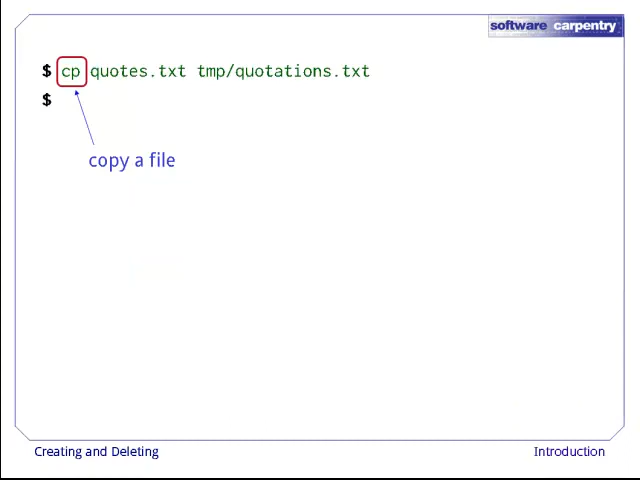 software carpentry
$ cp quotes.txt tmp/quotations.txt
$
copy a file
Creating and Deleting
Introduction